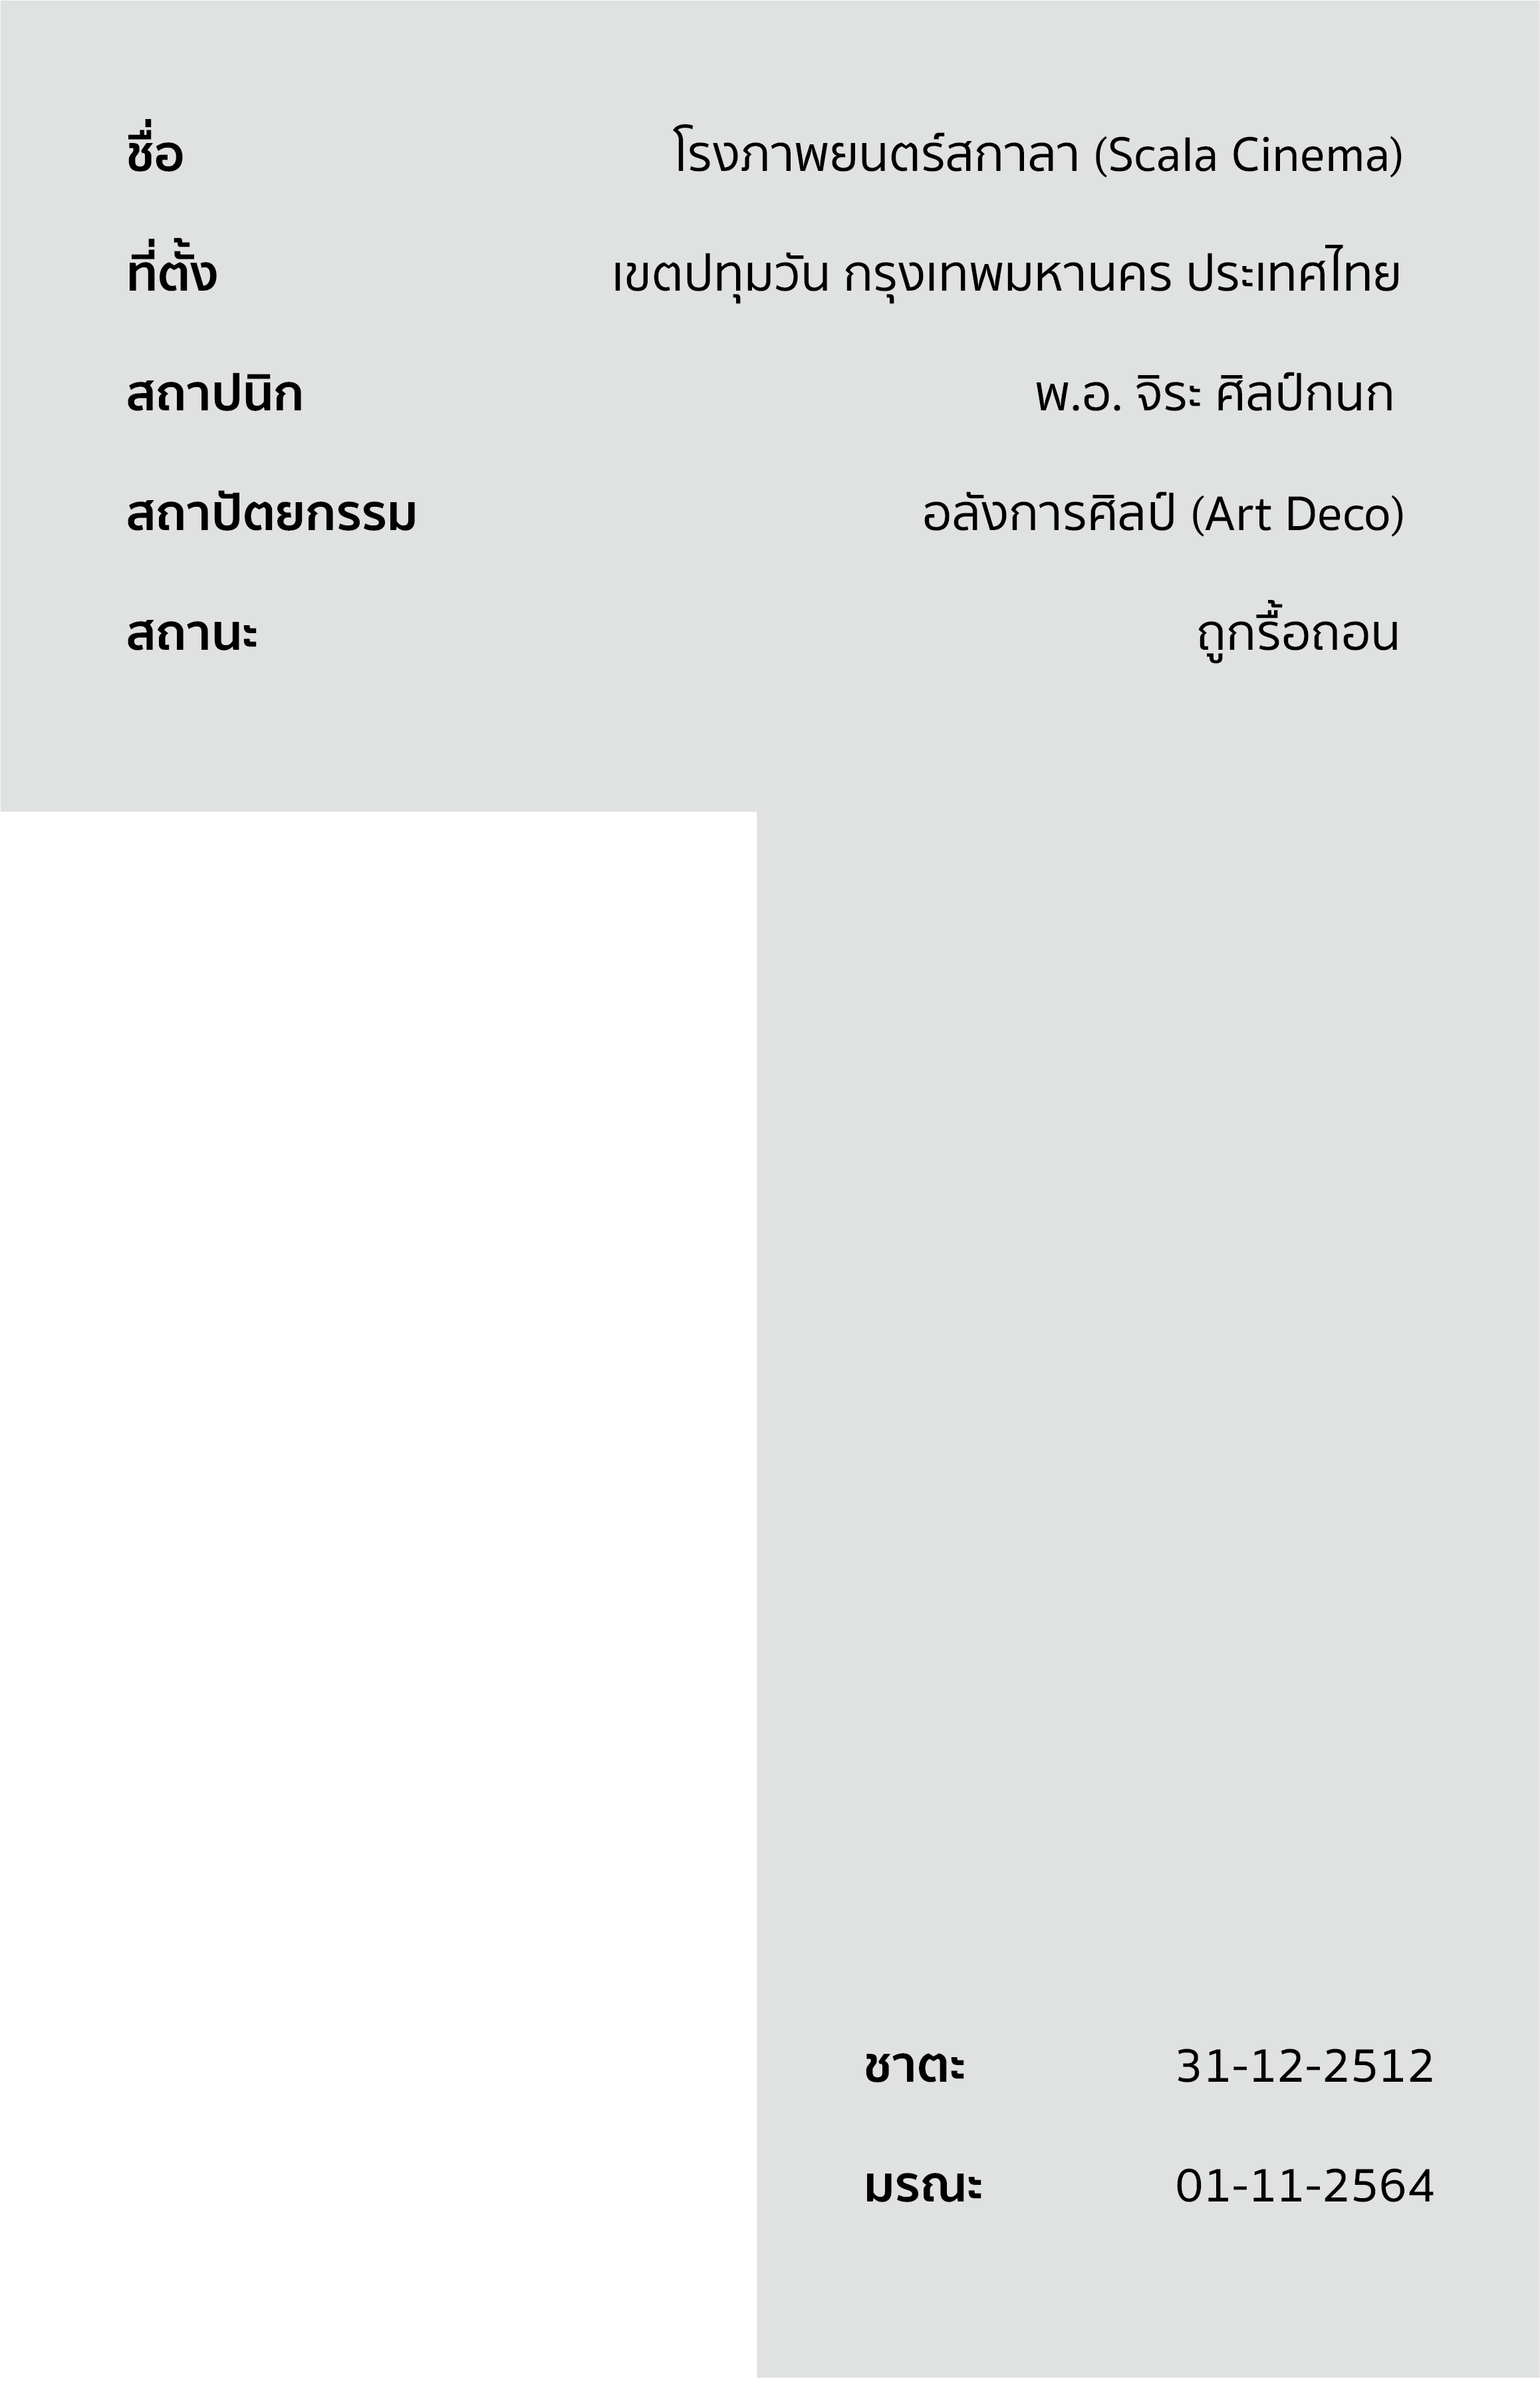 ชื่อ โรงภาพยนตร์สกาลา (Scala Cinema)
ที่ตั้ง เขตปทุมวัน กรุงเทพมหานคร ประเทศไทย
สถาปนิก พ.อ. จิระ ศิลป์กนก
สถาปัตยกรรม อลังการศิลป์ (Art Deco)
สถานะ ถูกรื้อถอน
ชาตะ 31-12-2512
มรณะ 01-11-2564